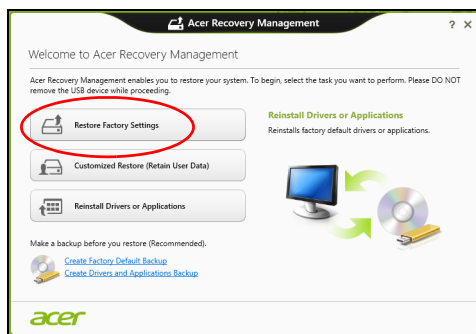 Acer Recovery Management
? ×
Welcome to Acer Recovery Management
Acer Recovery Management enables you to restore your system. To begin, select the task you want to perform. Please DO NOT
remove the USB device while proceeding.
Restore Factory Settings
Customized Restore (Retain User Data)
Reinstall Drivers or Applications
Reinstall Drivers or Applications
Reinstalls factory default drivers or applications.
Make a backup before you restore (Recommended).
Create Factory Default Backup
Create Drivers and Applications Backup
acer